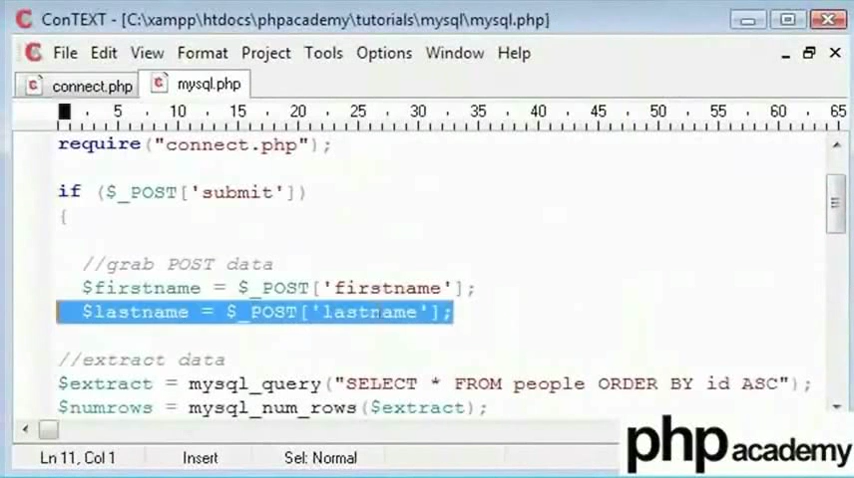 ConTEXT - [C:\xampp\htdocs\phpacademy\tutorials\mysql\mysql.php]
File Edit View Format Project Tools Options Window Help
connect.php mysql.php
5 10 15 20 25 30 35 40 45 50 55 60 65
require("connect.php");
if ($_POST['submit'])
{
//grab POST data
$firstname = $_POST['firstname'];
$lastname = $_POST['lastname'];
//extract data
$extract = mysql_query("SELECT * FROM people ORDER BY id ASC");
$numrows = mysql_num_rows($extract);
Ln 11, Col 1 Insert Sel: Normal
php academy